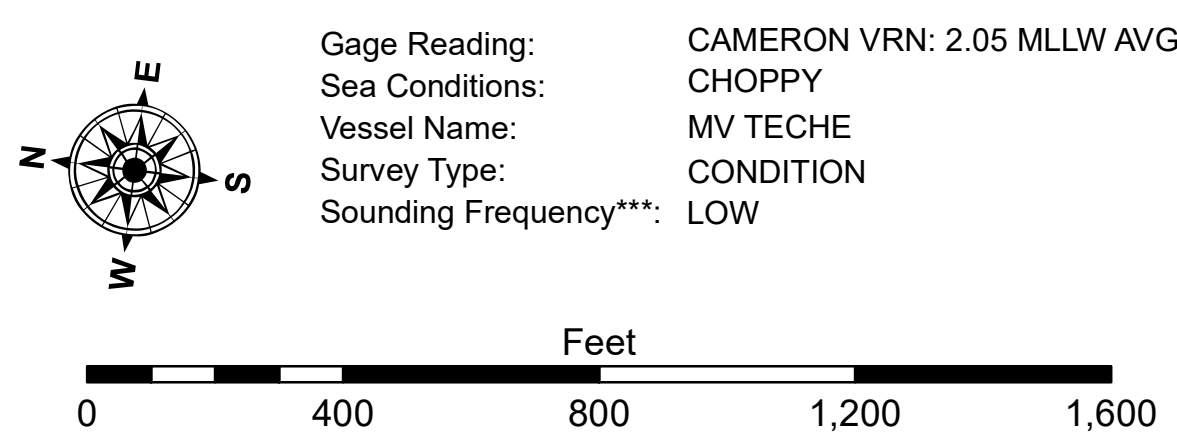 E
N
S
W
Gage Reading: CAMERON VRN: 2.05 MLLW AVG
Sea Conditions: CHOPPY
Vessel Name: MV TECHE
Survey Type: CONDITION
Sounding Frequency***: LOW
Feet
0 400 800 1,200 1,600